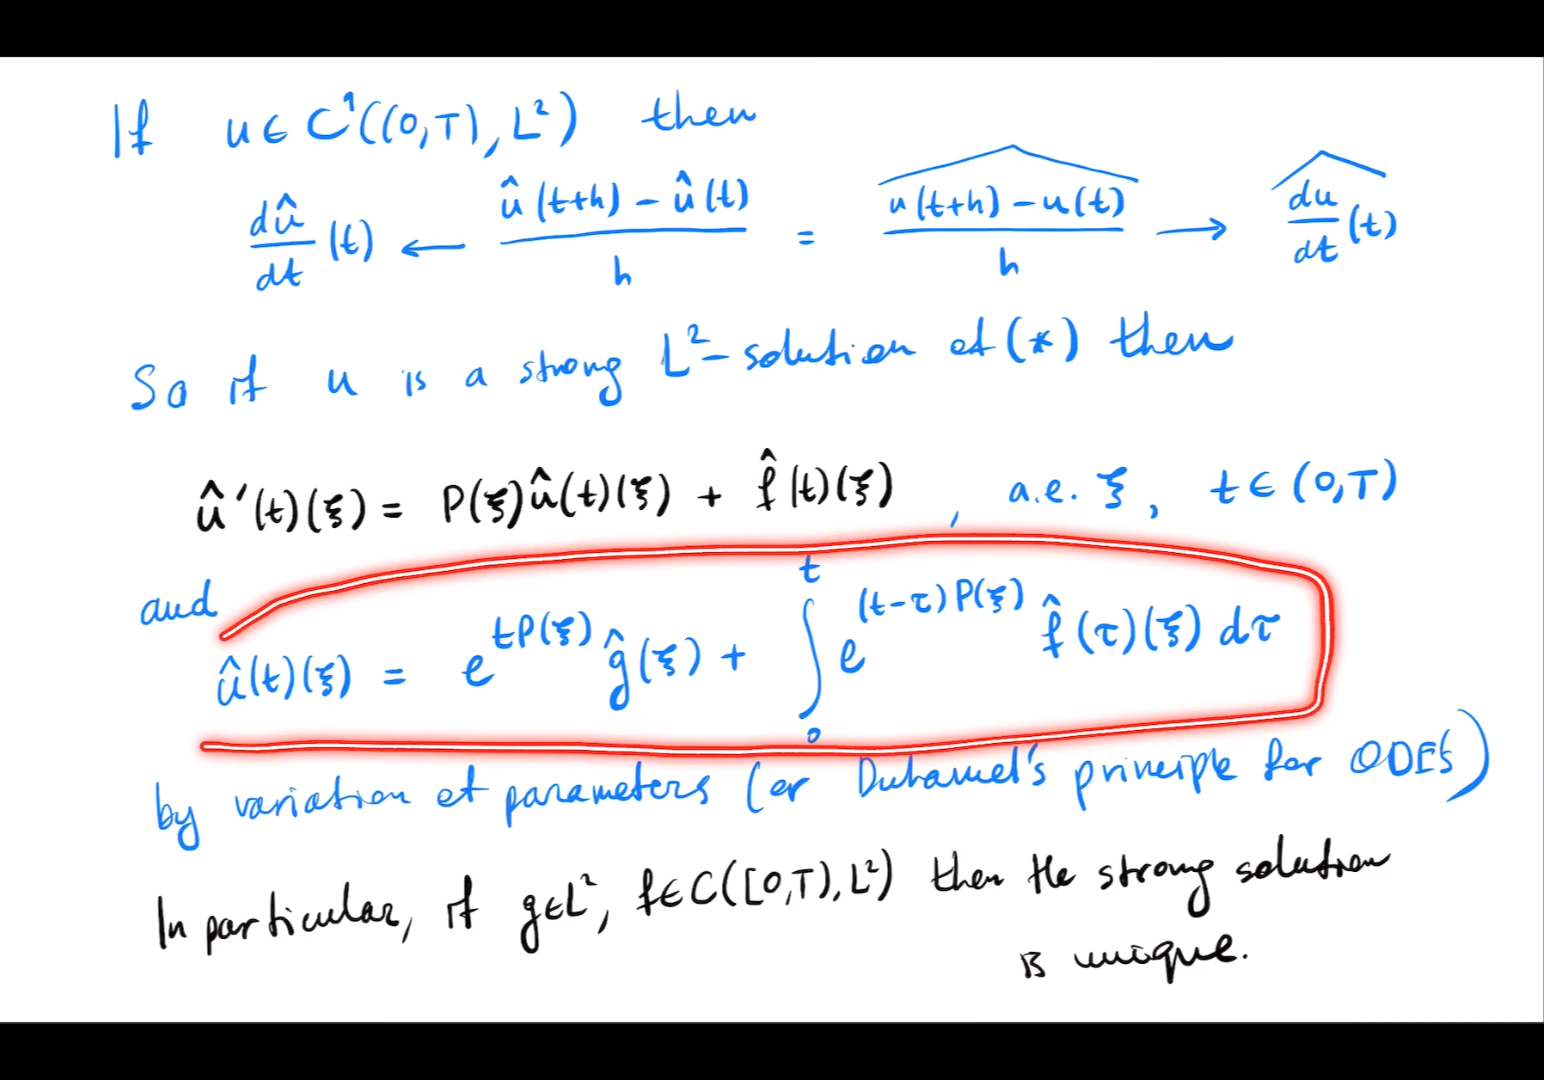 If u ∈ C¹((0,T), L²) then
dû/dt (t) ← (û(t+h) − û(t))/h = \widehat{(u(t+h) − u(t))/h} → \widehat{du/dt}(t)
So if u is a strong L²-solution of (*) then
û′(t)(ξ) = P(ξ)û(t)(ξ) + f̂(t)(ξ) , a.e. ξ, t ∈ (0,T)
and
û(t)(ξ) = e^{tP(ξ)} ĝ(ξ) + ∫₀ᵗ e^{(t-τ)P(ξ)} f̂(τ)(ξ) dτ
by variation of parameters (or Duhamel's principle for ODEs)
In particular, if g∈L², f∈C([0,T), L²) then the strong solution
is unique.